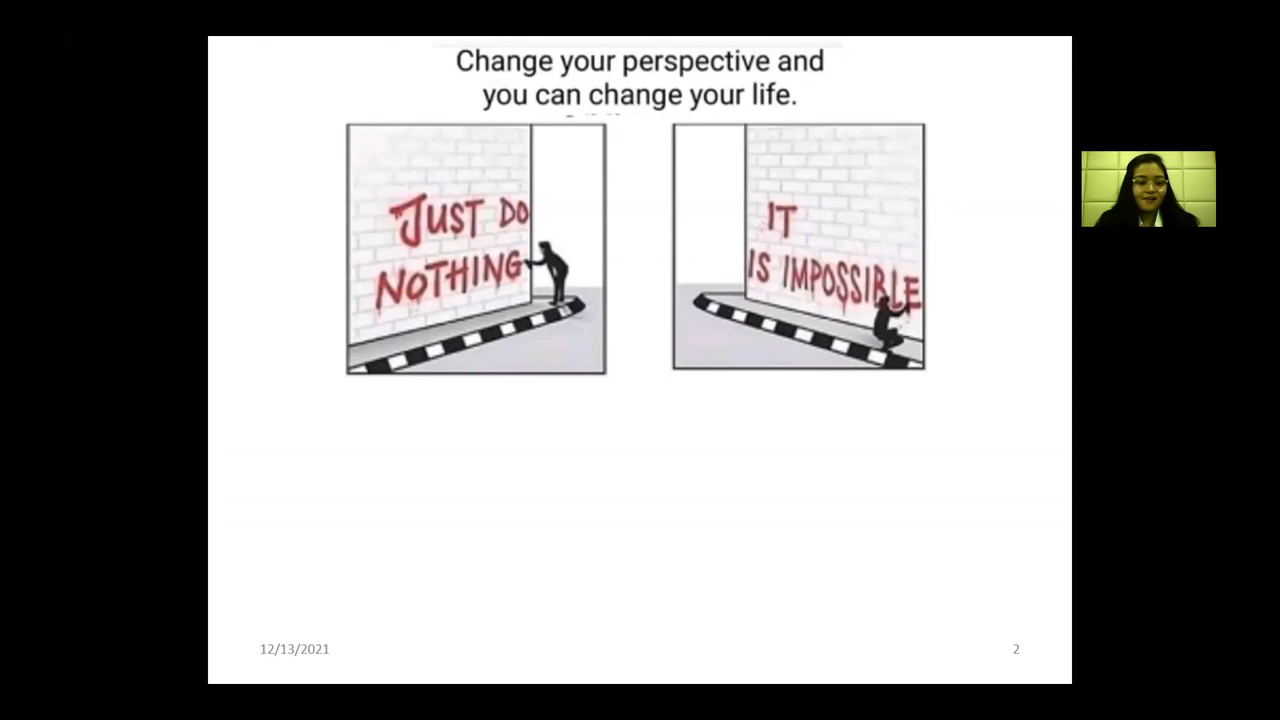 Change your perspective and
you can change your life.
JUST DO
NOTHING
IT
IS IMPOSSIBLE
12/13/2021
2